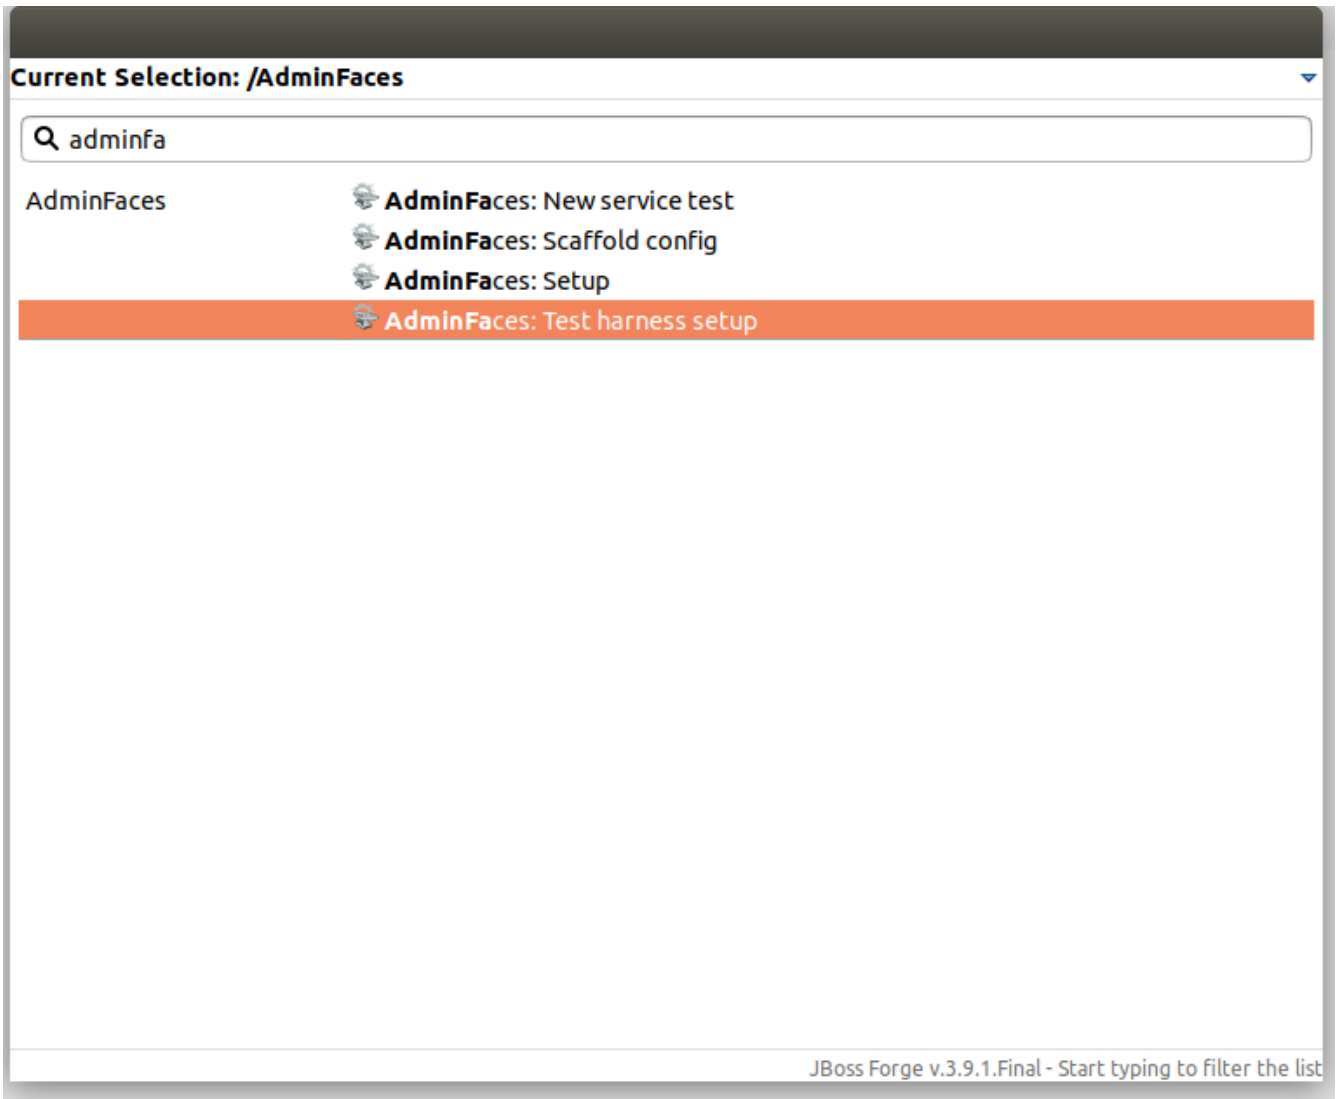 Current Selection: /AdminFaces
adminfa
AdminFaces AdminFaces: New service test
AdminFaces: Scaffold config
AdminFaces: Setup
AdminFaces: Test harness setup
JBoss Forge v.3.9.1.Final - Start typing to filter the list